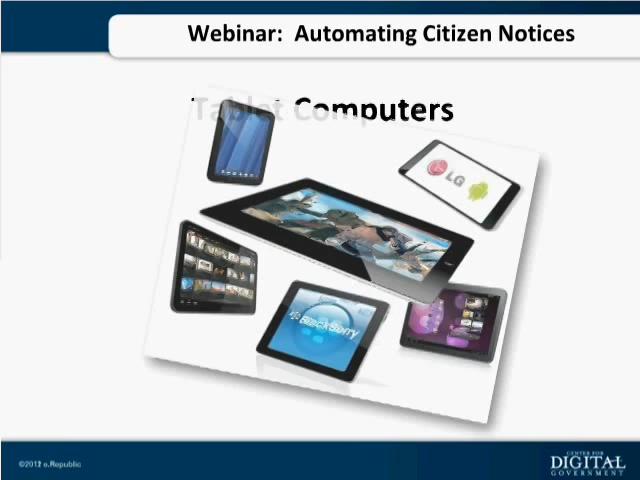 Webinar: Automating Citizen Notices
Tablet Computers
LG
BlackBerry
©2012 e.Republic
CENTER FOR
DIGITAL
GOVERNMENT